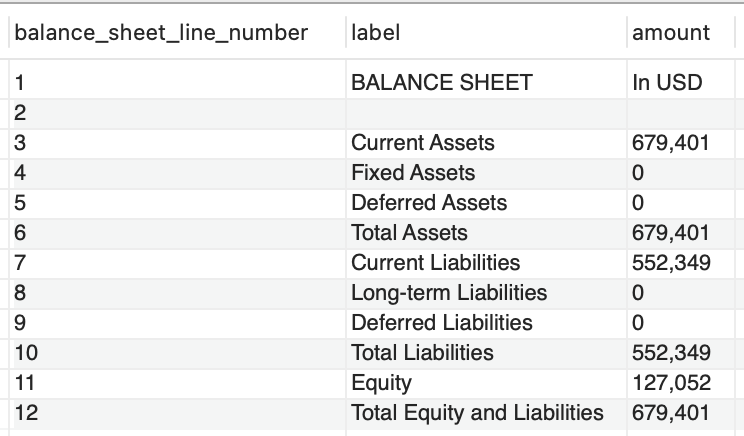 balance_sheet_line_number label amount
1 BALANCE SHEET In USD
2
3 Current Assets 679,401
4 Fixed Assets 0
5 Deferred Assets 0
6 Total Assets 679,401
7 Current Liabilities 552,349
8 Long-term Liabilities 0
9 Deferred Liabilities 0
10 Total Liabilities 552,349
11 Equity 127,052
12 Total Equity and Liabilities 679,401